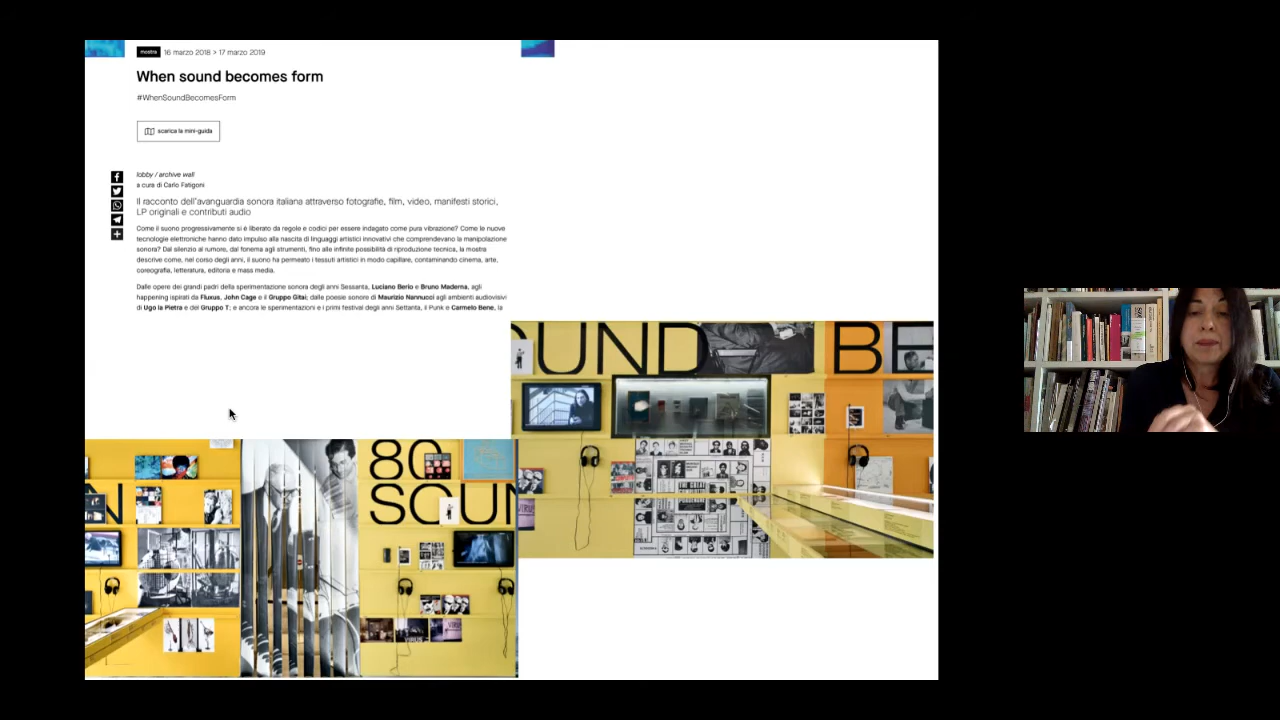 mostra 16 marzo 2018 > 17 marzo 2019
When sound becomes form
#WhenSoundBecomesForm
scarica la mini-guida
lobby / archive wall
a cura di Carlo Fatigoni
Il racconto dell'avanguardia sonora italiana attraverso fotografie, film, video, manifesti storici,
LP originali e contributi audio
Come il suono progressivamente si è liberato da regole e codici per essere indagato come pura vibrazione? Come le nuove
tecnologie elettroniche hanno dato impulso alla nascita di linguaggi artistici innovativi che comprendevano la manipolazione
sonora? Dal silenzio al rumore, dal fonema agli strumenti, fino alle infinite possibilità di riproduzione tecnica, la mostra
descrive come, nel corso degli anni, il suono ha permeato i tessuti artistici in modo capillare, contaminando cinema, arte,
coreografia, letteratura, editoria e mass media.
Dalle opere dei grandi padri della sperimentazione sonora degli anni Sessanta, Luciano Berio e Bruno Maderna, agli
happening ispirati da Fluxus, John Cage e il Gruppo Gitai; dalle poesie sonore di Maurizio Nannucci agli ambienti audiovisivi
di Ugo la Pietra e del Gruppo T; e ancora le sperimentazioni e i primi festival degli anni Settanta, il Punk e Carmelo Bene, la
OUND BE
80
N SOUN
VIRUS